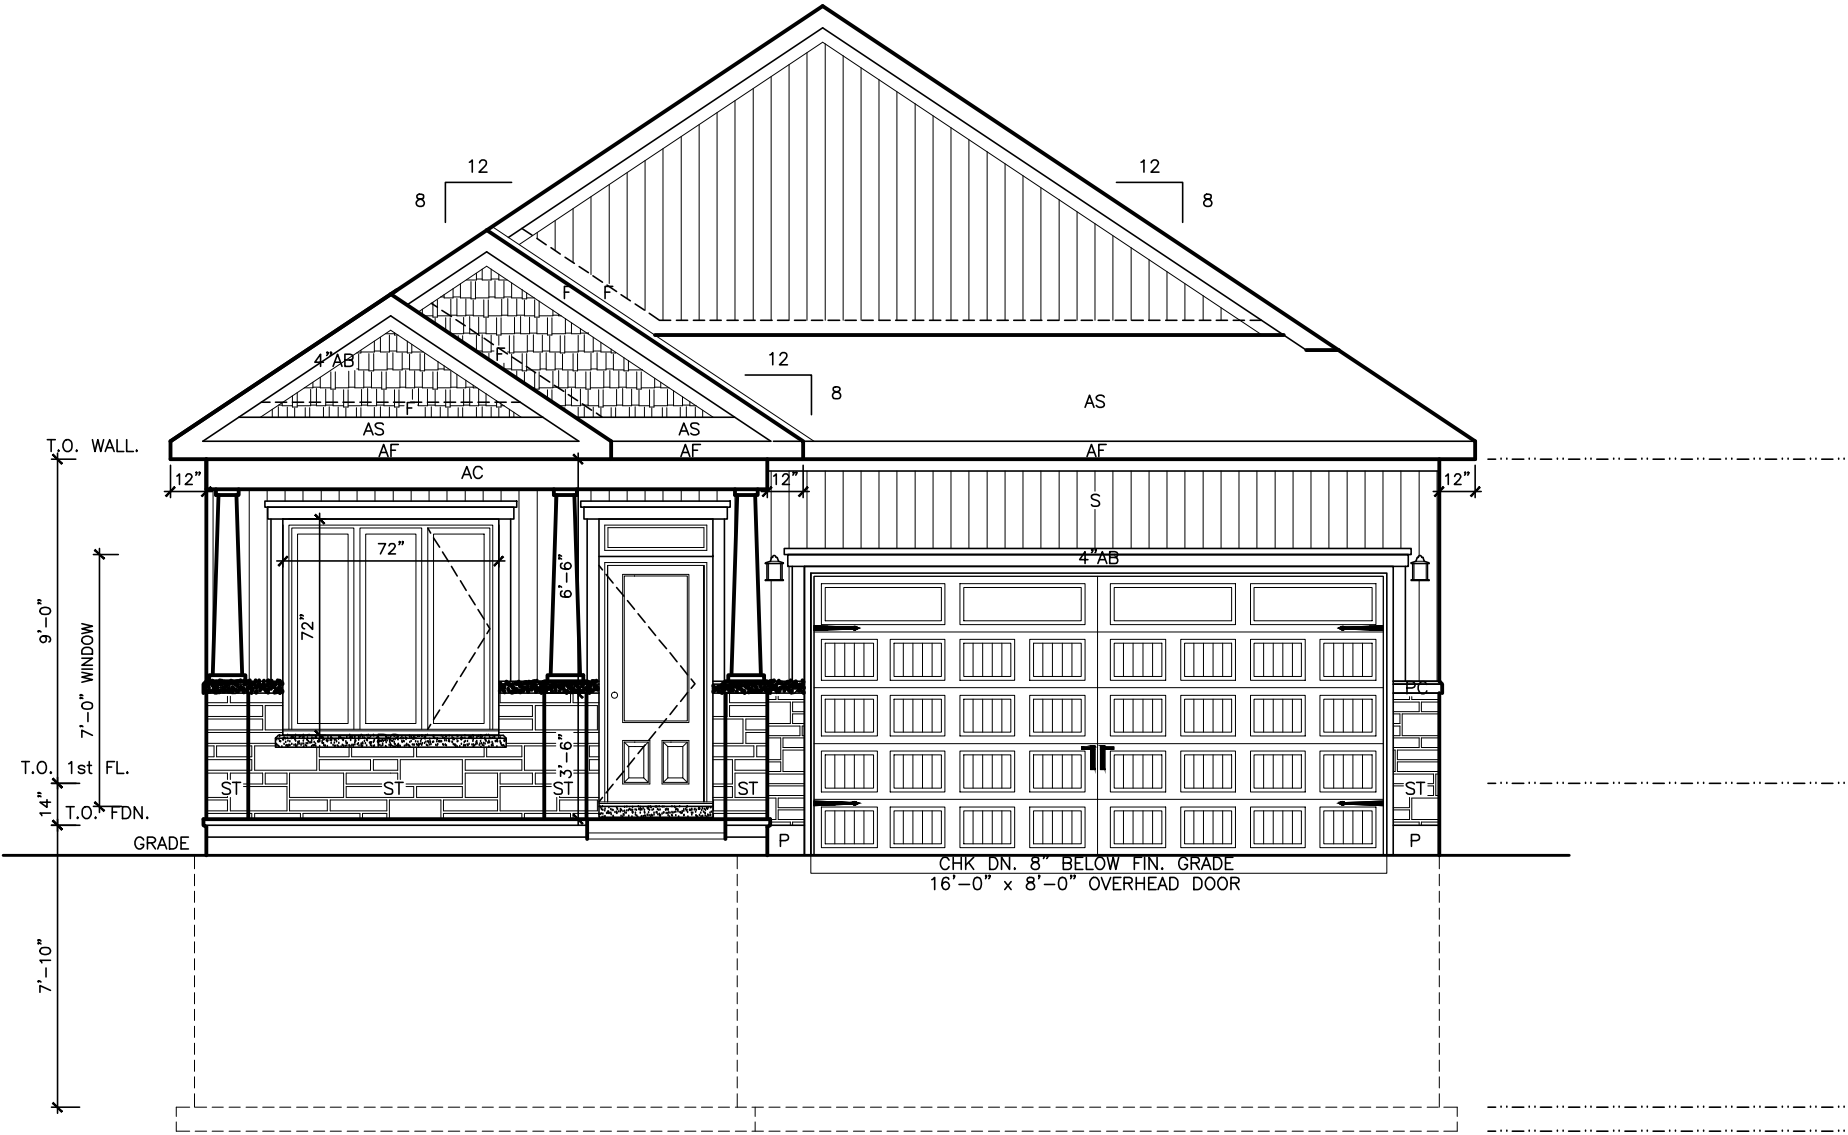 12
8
12
8
F
F
12
8
F
4"AB
F
AS
AS
AS
AF
AF
AF
T.O. WALL.
AC
12"
12"
12"
S
72"
4"AB
6'-6"
9'-0"
72"
7'-0" WINDOW
PC
3'-6"
T.O. 1st FL.
ST
ST
ST
ST
ST
14"
T.O. FDN.
GRADE
P
P
CHK DN. 8" BELOW FIN. GRADE
16'-0" x 8'-0" OVERHEAD DOOR
7'-10"